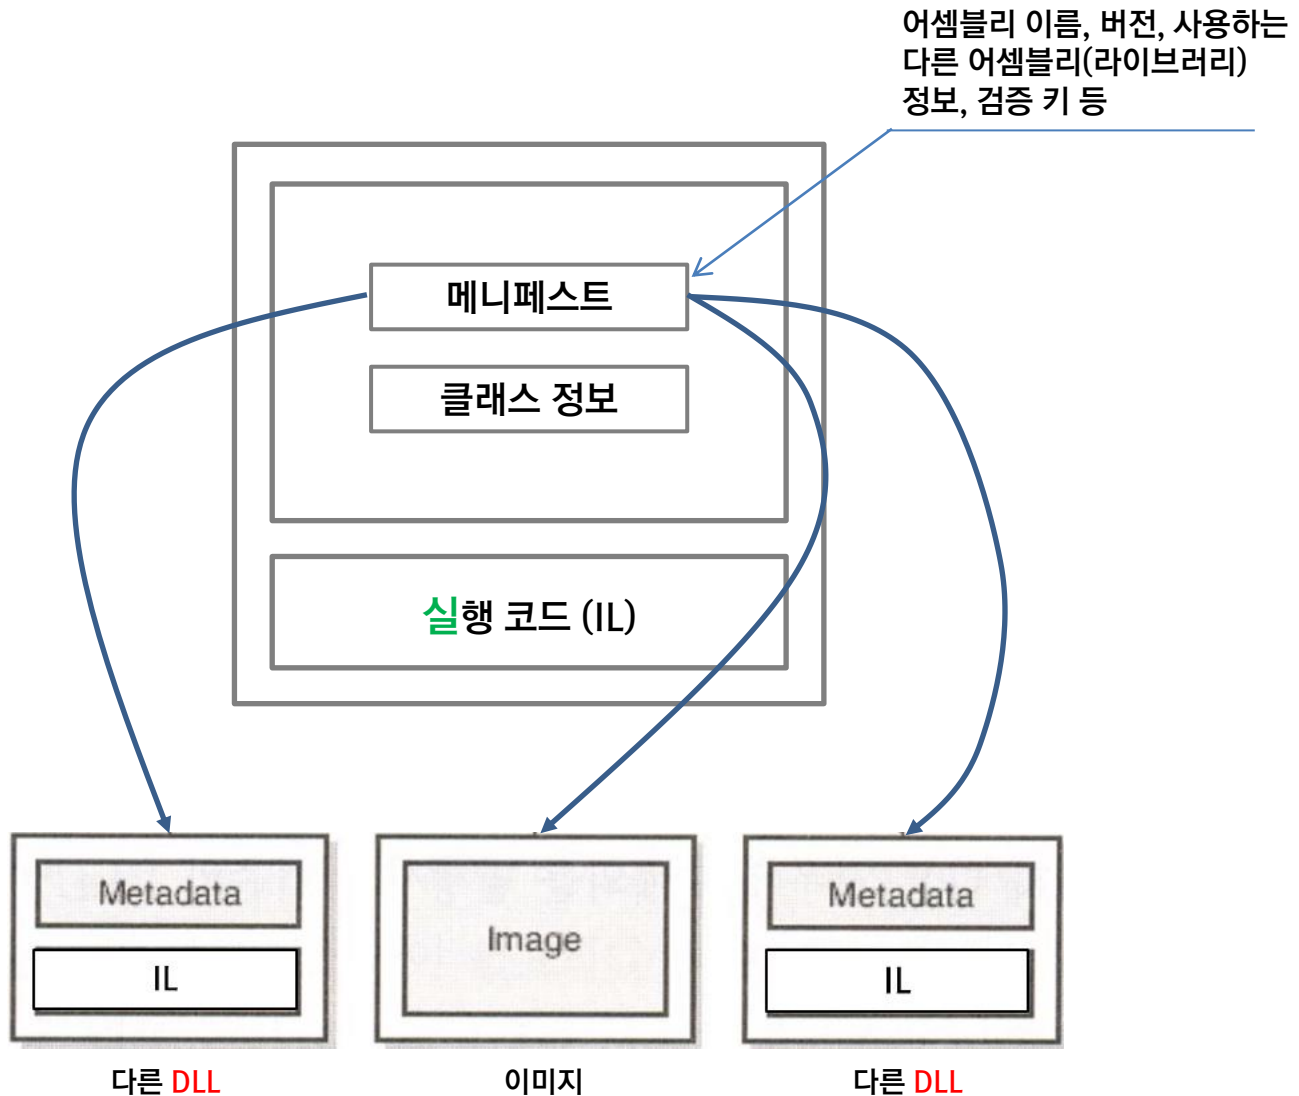 어셈블리 이름, 버전, 사용하는
다른 어셈블리(라이브러리)
정보, 검증 키 등
메니페스트
클래스 정보
실행 코드 (IL)
Metadata
IL
Image
Metadata
IL
다른 DLL
이미지
다른 DLL